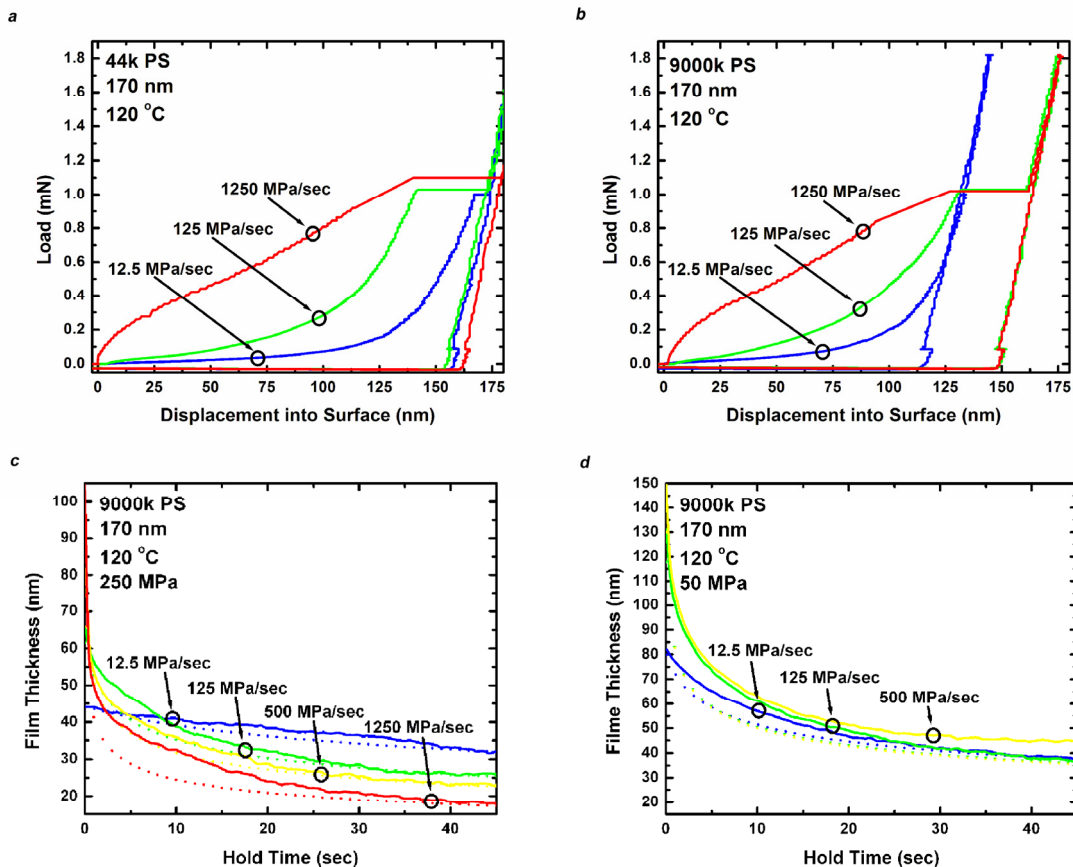 a
44k PS
170 nm
120 °C
1250 MPa/sec
125 MPa/sec
12.5 MPa/sec
Load (mN)
1.8
1.6
1.4
1.2
1.0
0.8
0.6
0.4
0.2
0.0
0 25 50 75 100 125 150 175
Displacement into Surface (nm)
b
9000k PS
170 nm
120 °C
1250 MPa/sec
125 MPa/sec
12.5 MPa/sec
Load (mN)
1.8
1.6
1.4
1.2
1.0
0.8
0.6
0.4
0.2
0.0
0 25 50 75 100 125 150 175
Displacement into Surface (nm)
c
9000k PS
170 nm
120 °C
250 MPa
12.5 MPa/sec
125 MPa/sec
500 MPa/sec
1250 MPa/sec
Film Thickness (nm)
100
90
80
70
60
50
40
30
20
0 10 20 30 40
Hold Time (sec)
d
9000k PS
170 nm
120 °C
50 MPa
12.5 MPa/sec
125 MPa/sec
500 MPa/sec
Filme Thickness (nm)
150
140
130
120
110
100
90
80
70
60
50
40
30
20
0 10 20 30 40
Hold Time (sec)